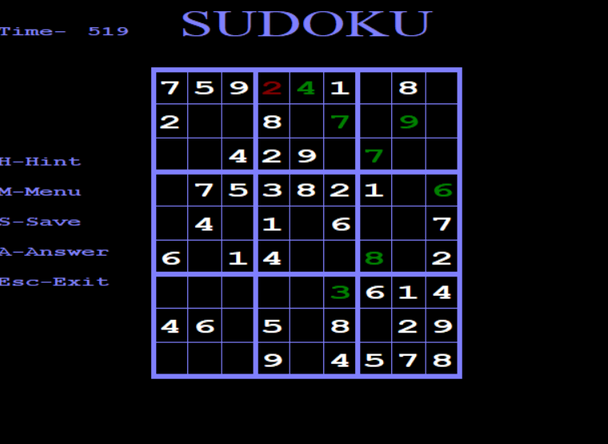 Time- 519
SUDOKU
7 5 9 2 4 1 8
2 8 7 9
4 2 9 7
H-Hint
7 5 3 8 2 1 6
M-Menu
4 1 6 7
S-Save
6 1 4 8 2
A-Answer
3 6 1 4
Esc-Exit
4 6 5 8 2 9
9 4 5 7 8